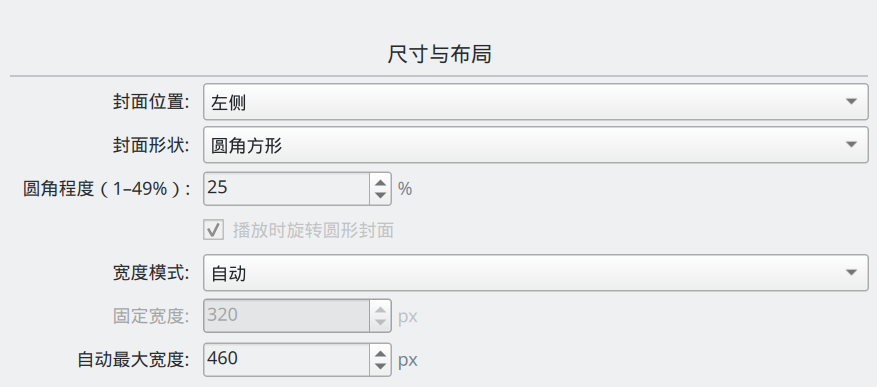 尺寸与布局
封面位置: 左侧
封面形状: 圆角方形
圆角程度（1–49%）: 25 %
播放时旋转圆形封面
宽度模式: 自动
固定宽度: 320 px
自动最大宽度: 460 px